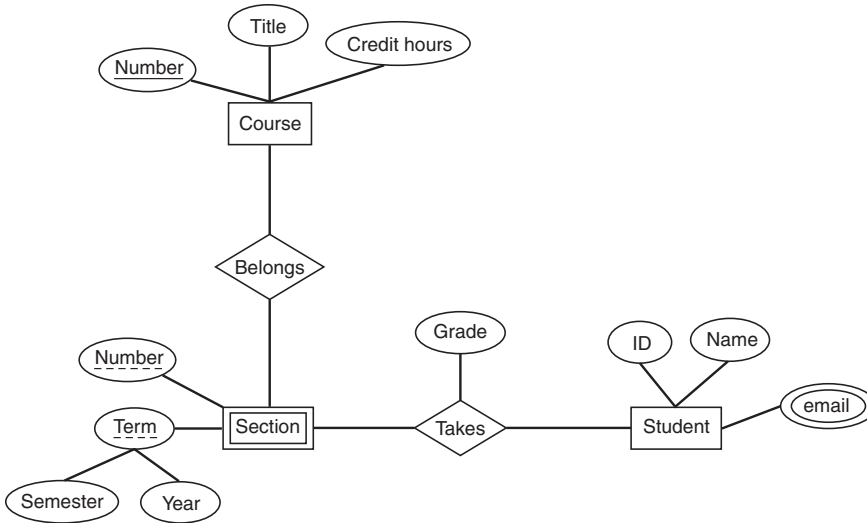 Title
Credit hours
Number
Course
Belongs
Grade
ID
Name
Number
email
Term
Section
Takes
Student
Semester
Year